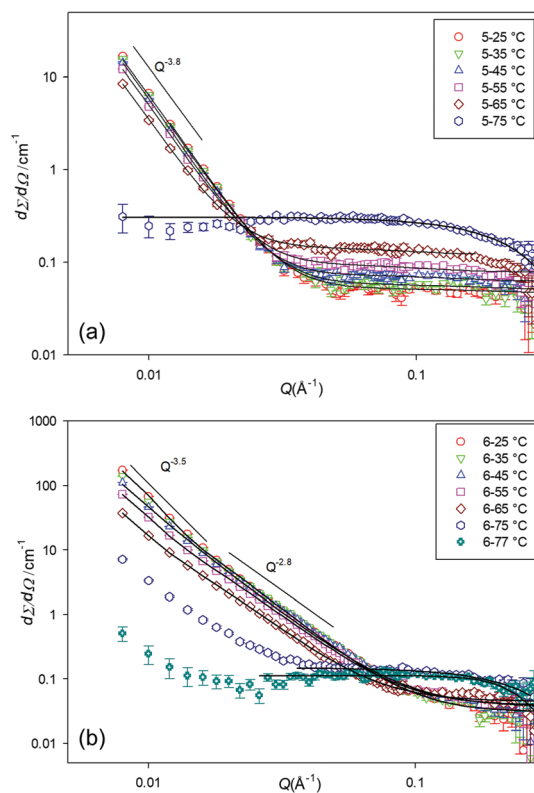 (a)
10
1
0.1
0.01
dΣ/dΩ /cm⁻¹
Q⁻³·⁸
5-25 °C
5-35 °C
5-45 °C
5-55 °C
5-65 °C
5-75 °C
0.01
0.1
Q(Å⁻¹)
(b)
1000
100
10
1
0.1
0.01
dΣ/dΩ /cm⁻¹
Q⁻³·⁵
Q⁻²·⁸
6-25 °C
6-35 °C
6-45 °C
6-55 °C
6-65 °C
6-75 °C
6-77 °C
0.01
0.1
Q(Å⁻¹)